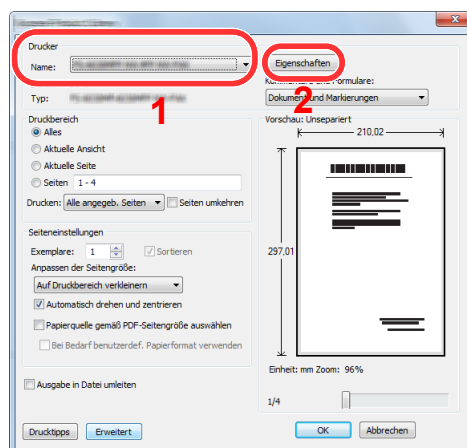 Drucker
Name:
Eigenschaften
Kommentare und Formulare:
Typ:
Dokument und Markierungen
1
2
Druckbereich
Alles
Aktuelle Ansicht
Aktuelle Seite
Seiten 1 - 4
Drucken: Alle angegeb. Seiten Seiten umkehren
Vorschau: Unsepariert
210,02
297,01
Seiteneinstellungen
Exemplare: 1 Sortieren
Anpassen der Seitengröße:
Auf Druckbereich verkleinern
Automatisch drehen und zentrieren
Papierquelle gemäß PDF-Seitengröße auswählen
Bei Bedarf benutzerdef. Papierformat verwenden
Einheit: mm Zoom: 96%
Ausgabe in Datei umleiten
1/4
Drucktipps
Erweitert
OK
Abbrechen